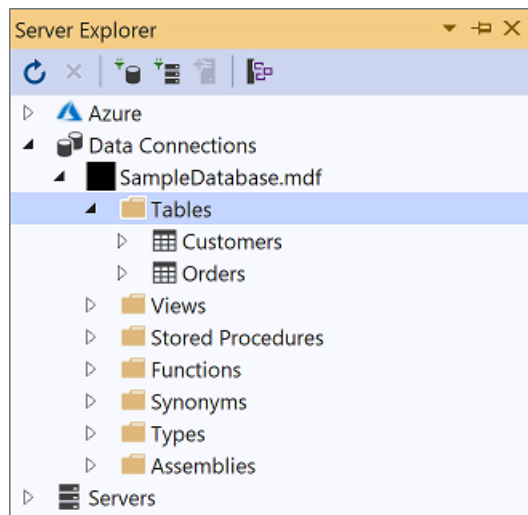 Server Explorer
Azure
Data Connections
SampleDatabase.mdf
Tables
Customers
Orders
Views
Stored Procedures
Functions
Synonyms
Types
Assemblies
Servers